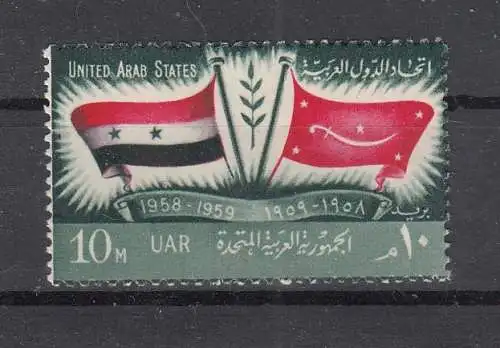 UNITED ARAB STATES
اتحاد الدول العربية
1958-1959
١٩٥٨-١٩٥٩
بريد
10M
UAR
الجمهورية العربية المتحدة
١٠ م